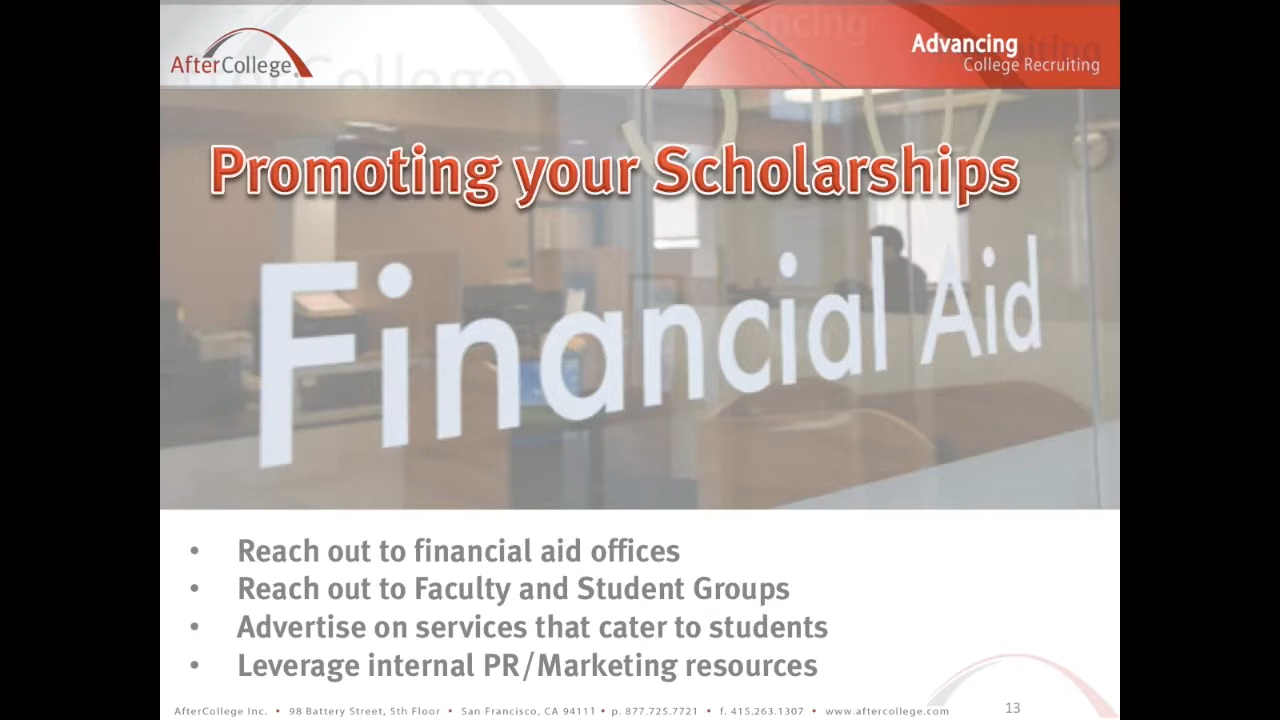 AfterCollege
Advancing
College Recruiting
Promoting your Scholarships
Financial Aid
• Reach out to financial aid offices
• Reach out to Faculty and Student Groups
• Advertise on services that cater to students
• Leverage internal PR/Marketing resources
AfterCollege Inc. • 98 Battery Street, 5th Floor • San Francisco, CA 94111 • p. 877.725.7721 • f. 415.263.1307 • www.aftercollege.com
13